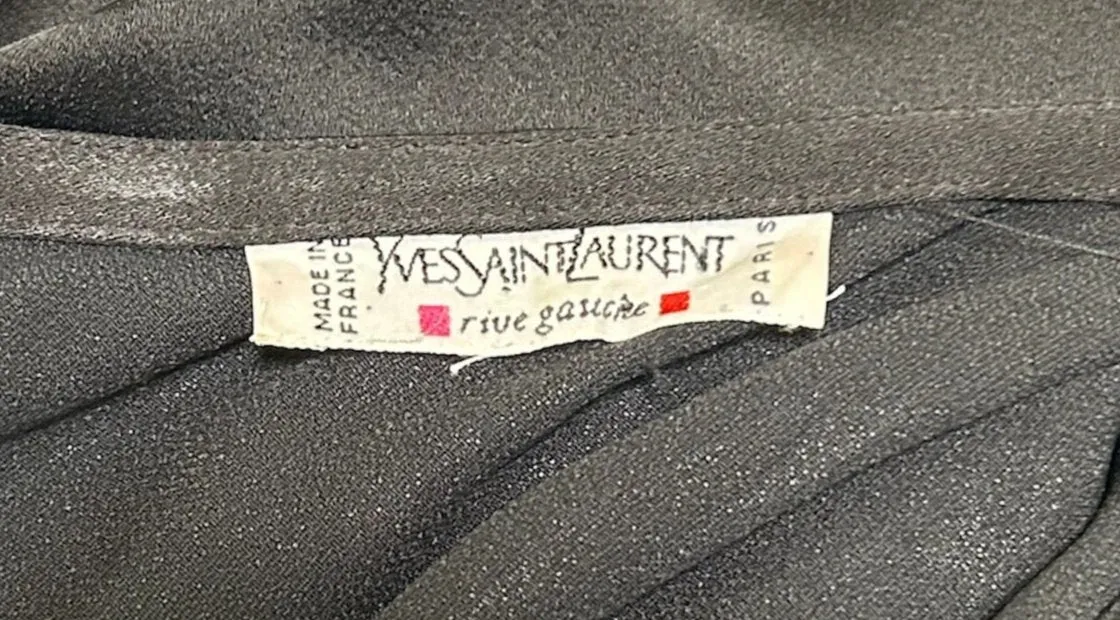 MADE IN
FRANCE
YVESSAINTLAURENT
rive gauche
PARIS